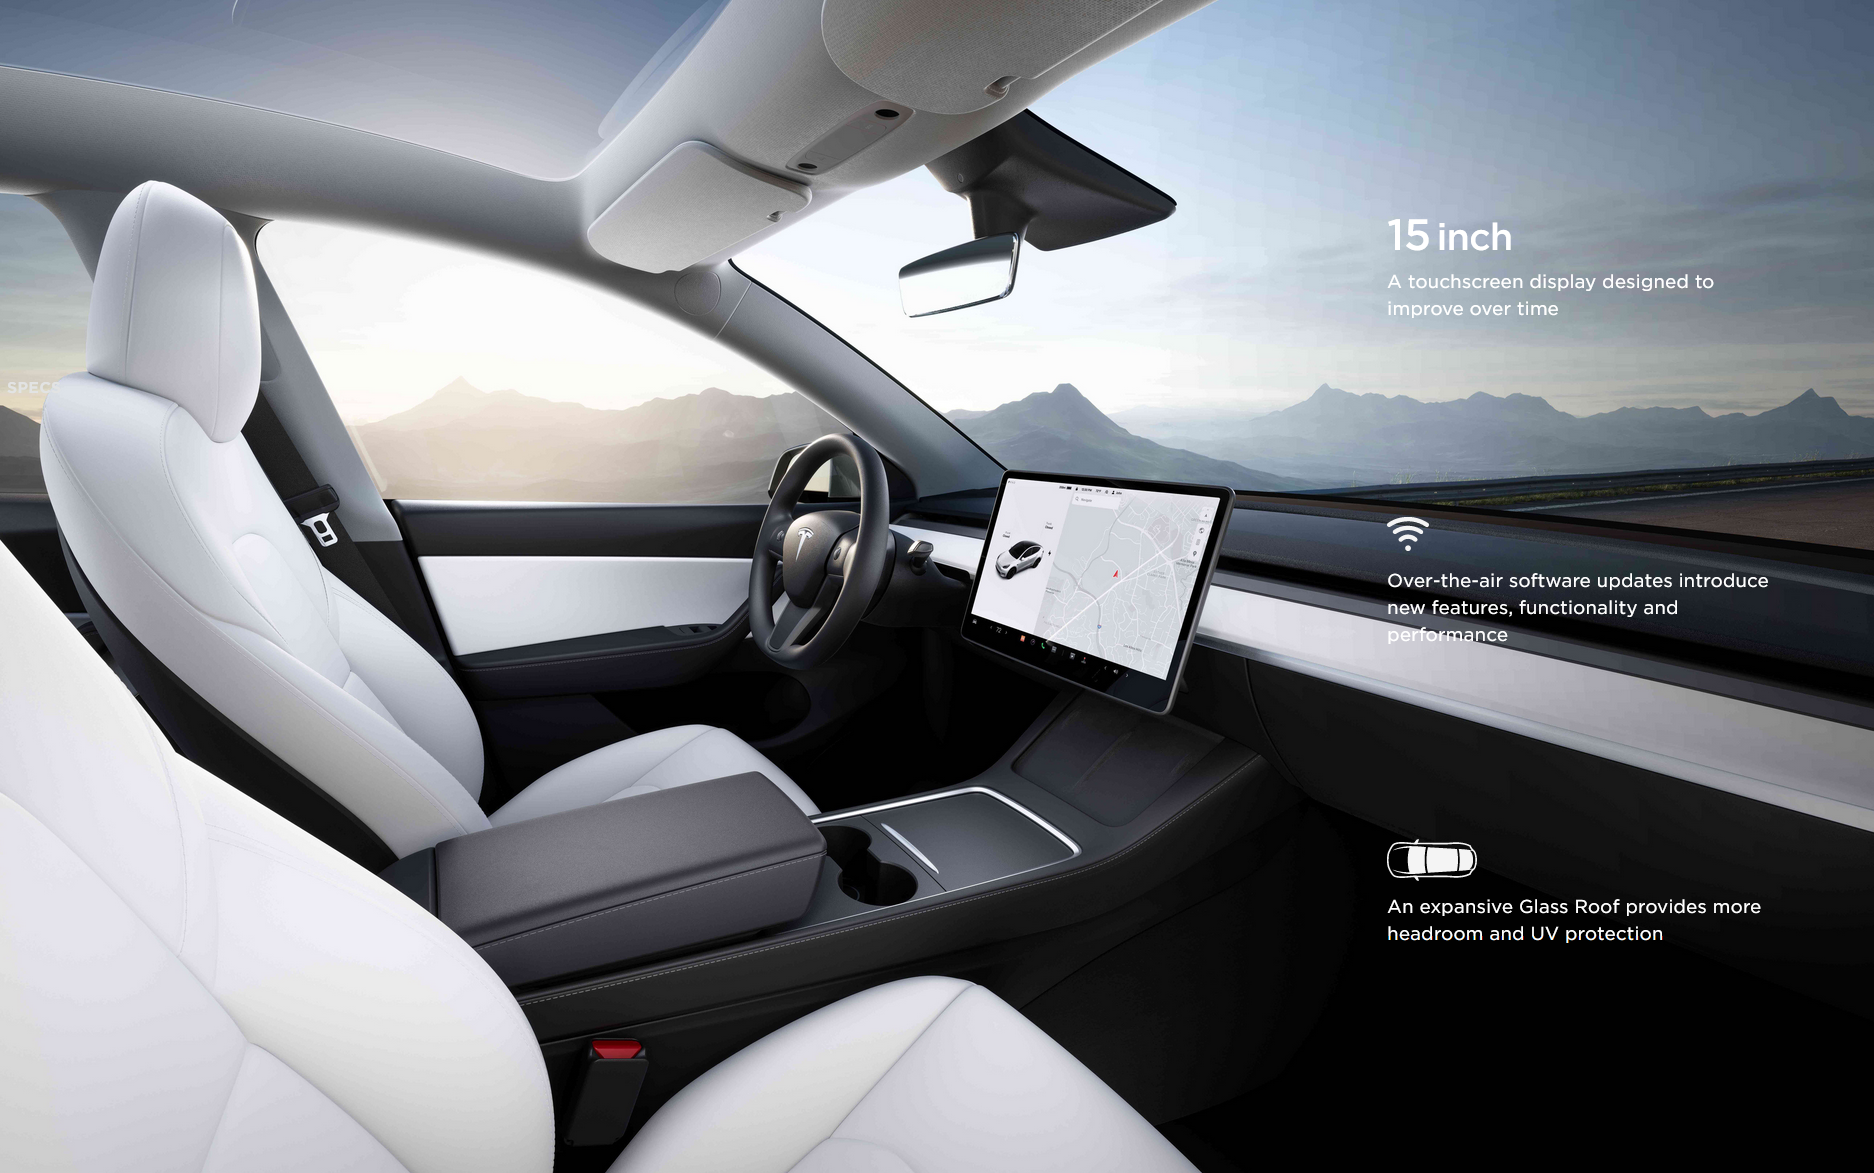 15 inch
A touchscreen display designed to
improve over time
SPECS
Over-the-air software updates introduce
new features, functionality and
performance
An expansive Glass Roof provides more
headroom and UV protection